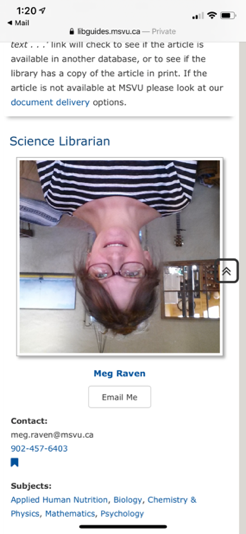 1:20
Mail
libguides.msvu.ca — Private
text . . .' link will check to see if the article is
available in another database, or to see if the
library has a copy of the article in print. If the
article is not available at MSVU please look at our
document delivery options.
Science Librarian
Meg Raven
Email Me
Contact:
meg.raven@msvu.ca
902-457-6403
Subjects:
Applied Human Nutrition, Biology, Chemistry &
Physics, Mathematics, Psychology